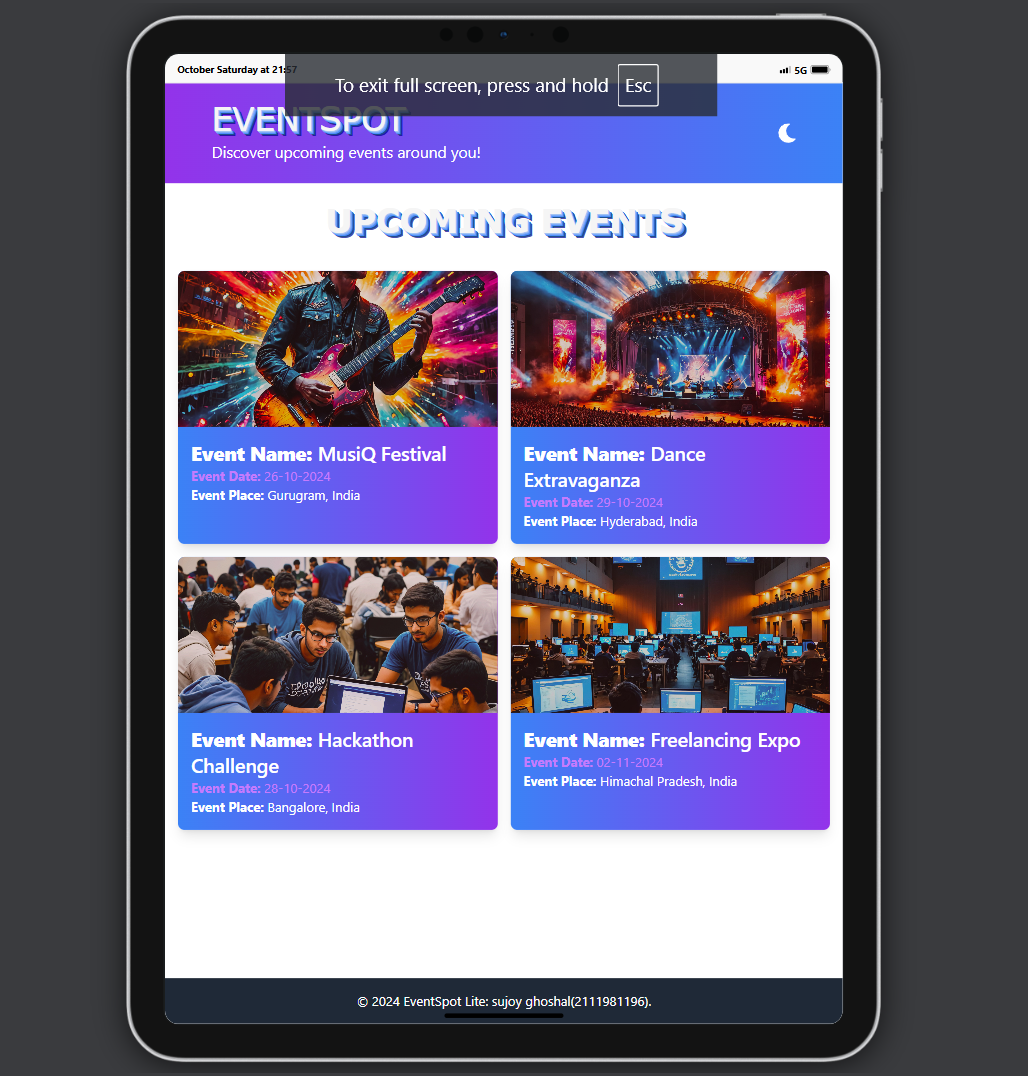 October Saturday at 21:57
5G
To exit full screen, press and hold Esc
EVENTSPOT
Discover upcoming events around you!
UPCOMING EVENTS
Event Name: MusiQ Festival
Event Date: 26-10-2024
Event Place: Gurugram, India
Event Name: Dance
Extravaganza
Event Date: 29-10-2024
Event Place: Hyderabad, India
Event Name: Hackathon
Challenge
Event Date: 28-10-2024
Event Place: Bangalore, India
Event Name: Freelancing Expo
Event Date: 02-11-2024
Event Place: Himachal Pradesh, India
© 2024 EventSpot Lite: sujoy ghoshal(2111981196).